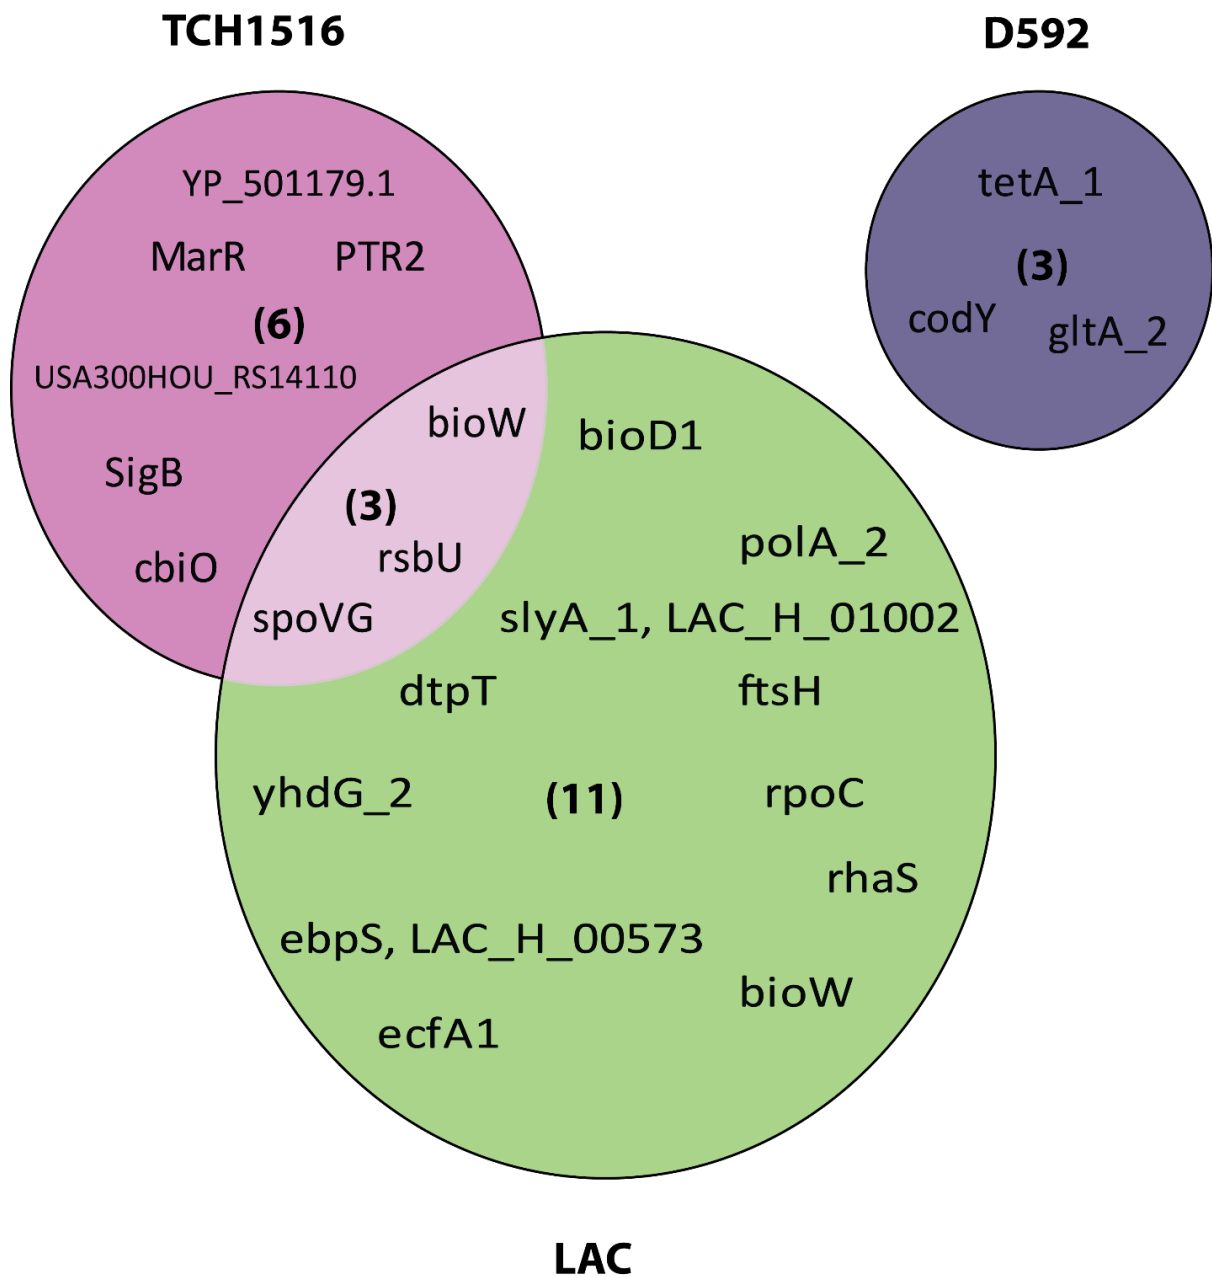 TCH1516
D592
YP_501179.1
MarR PTR2
(6)
USA300HOU_RS14110
SigB
cbiO
tetA_1
(3)
codY gltA_2
bioW
(3)
rsbU
spoVG
bioD1
polA_2
slyA_1, LAC_H_01002
dtpT ftsH
yhdG_2 (11) rpoC
rhaS
ebpS, LAC_H_00573
bioW
ecfA1
LAC